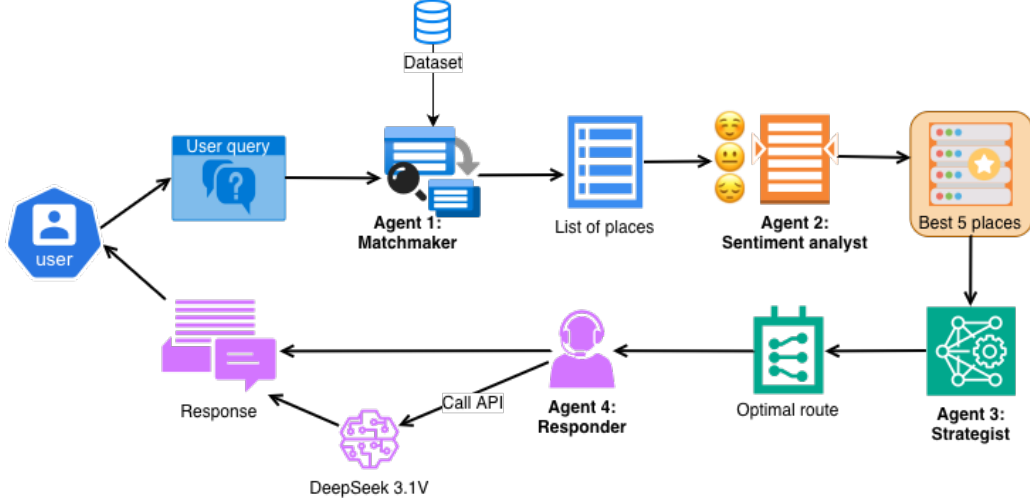 Dataset
User query
?
Agent 1:
Matchmaker
List of places
Agent 2:
Sentiment analyst
Best 5 places
user
Response
Call API
DeepSeek 3.1V
Agent 4:
Responder
Optimal route
Agent 3:
Strategist